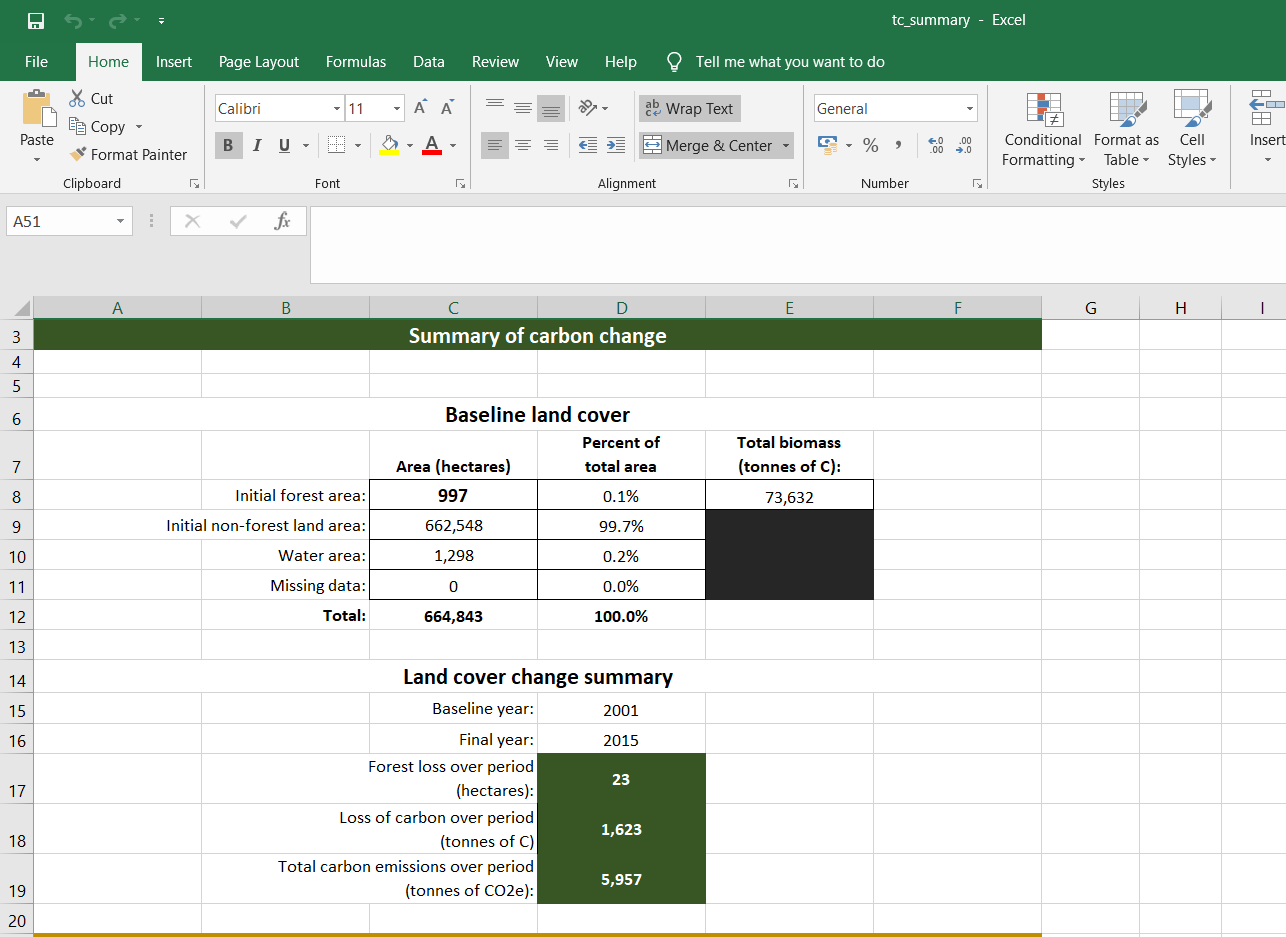 tc_summary - Excel
File Home Insert Page Layout Formulas Data Review View Help Tell me what you want to do
Paste
Cut
Copy
Format Painter
Clipboard
Calibri 11 A A
B I U A
Font
ab Wrap Text
Merge & Center
Alignment
General
% , .00 .00
Number
Conditional Formatting
Format as Table
Cell Styles
Styles
Insert
A51 fx
A B C D E F G H I
3 Summary of carbon change
4
5
6 Baseline land cover
7 Area (hectares) Percent of total area Total biomass (tonnes of C):
8 Initial forest area: 997 0.1% 73,632
9 Initial non-forest land area: 662,548 99.7%
10 Water area: 1,298 0.2%
11 Missing data: 0 0.0%
12 Total: 664,843 100.0%
13
14 Land cover change summary
15 Baseline year: 2001
16 Final year: 2015
17 Forest loss over period (hectares): 23
18 Loss of carbon over period (tonnes of C) 1,623
19 Total carbon emissions over period (tonnes of CO2e): 5,957
20